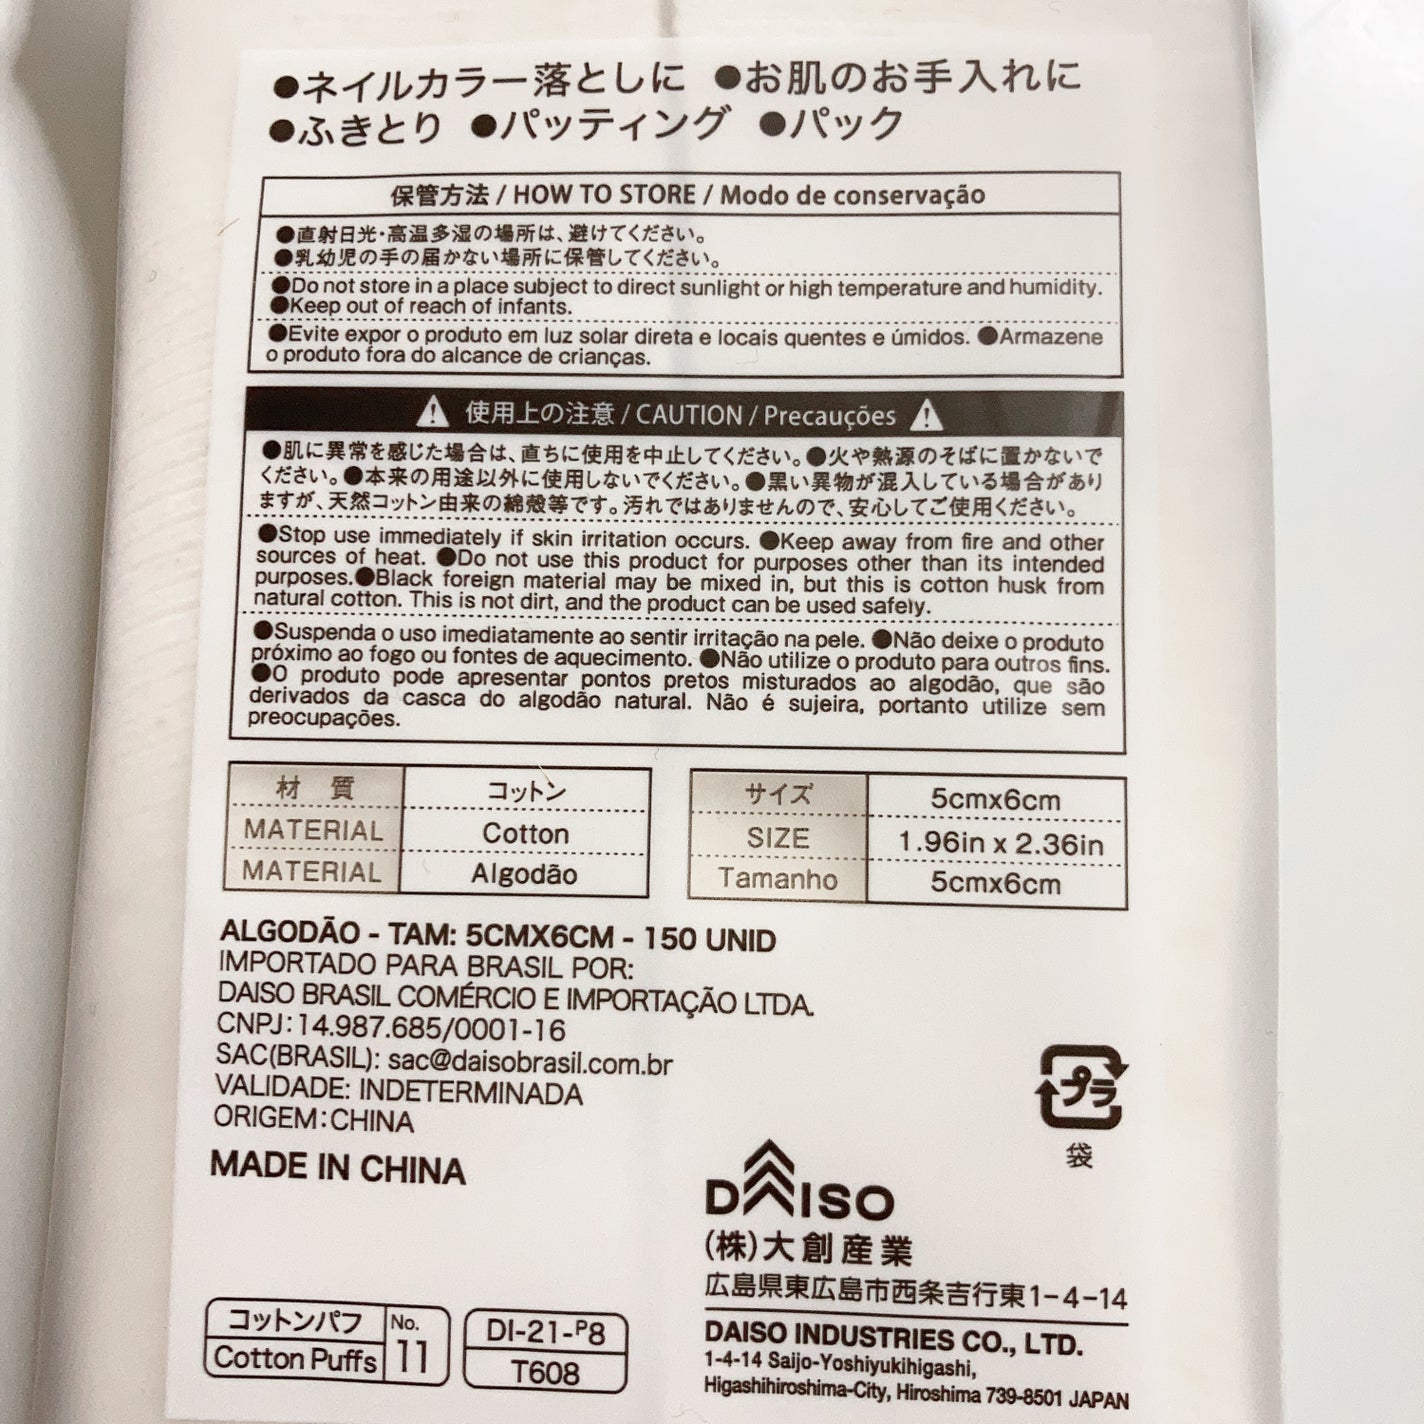 ●ネイルカラー落としに ●お肌のお手入れに
●ふきとり ●パッティング ●パック
保管方法 / HOW TO STORE / Modo de conservação
●直射日光・高温多湿の場所は、避けてください。
●乳幼児の手の届かない場所に保管してください。
●Do not store in a place subject to direct sunlight or high temperature and humidity.
●Keep out of reach of infants.
●Evite expor o produto em luz solar direta e locais quentes e úmidos. ●Armazene
o produto fora do alcance de crianças.
使用上の注意 / CAUTION / Precauções
●肌に異常を感じた場合は、直ちに使用を中止してください。●火や熱源のそばに置かないで
ください。●本来の用途以外に使用しないでください。●黒い異物が混入している場合があり
ますが、天然コットン由来の綿殻等です。汚れではありませんので、安心してご使用ください。
●Stop use immediately if skin irritation occurs. ●Keep away from fire and other
sources of heat. ●Do not use this product for purposes other than its intended
purposes.●Black foreign material may be mixed in, but this is cotton husk from
natural cotton. This is not dirt, and the product can be used safely.
●Suspenda o uso imediatamente ao sentir irritação na pele. ●Não deixe o produto
próximo ao fogo ou fontes de aquecimento. ●Não utilize o produto para outros fins.
●O produto pode apresentar pontos pretos misturados ao algodão, que são
derivados da casca do algodão natural. Não é sujeira, portanto utilize sem
preocupações.
材 質 コットン
MATERIAL Cotton
MATERIAL Algodão
サイズ 5cmx6cm
SIZE 1.96in x 2.36in
Tamanho 5cmx6cm
ALGODÃO - TAM: 5CMX6CM - 150 UNID
IMPORTADO PARA BRASIL POR:
DAISO BRASIL COMÉRCIO E IMPORTAÇÃO LTDA.
CNPJ:14.987.685/0001-16
SAC(BRASIL): sac@daisobrasil.com.br
VALIDADE: INDETERMINADA
ORIGEM:CHINA
MADE IN CHINA
プラ
袋
DAISO
(株)大創産業
広島県東広島市西条吉行東1-4-14
DAISO INDUSTRIES CO., LTD.
1-4-14 Saijo-Yoshiyukihigashi,
Higashihiroshima-City, Hiroshima 739-8501 JAPAN
コットンパフ No.
Cotton Puffs 11
DI-21-P8
T608